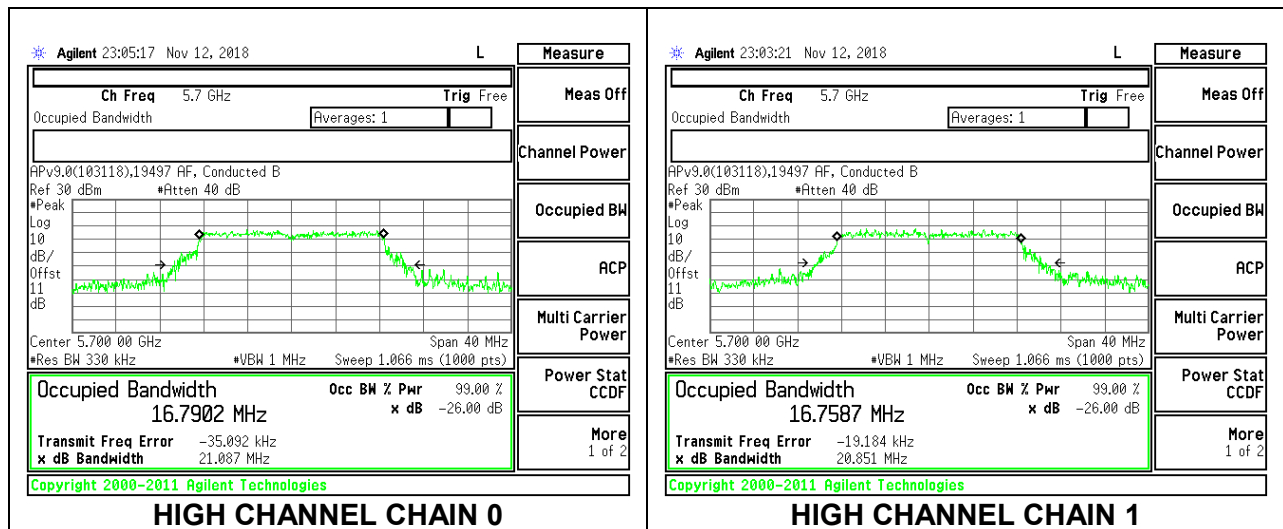 Agilent 23:05:17 Nov 12, 2018 L
Measure
Ch Freq 5.7 GHz Trig Free
Meas Off
Occupied Bandwidth Averages: 1
Channel Power
APv9.0(103118),19497 AF, Conducted B
Ref 30 dBm #Atten 40 dB
#Peak
Log
10
dB/
Offst
11
dB
Occupied BW
ACP
Multi Carrier
Power
Center 5.700 00 GHz Span 40 MHz
#Res BW 330 kHz #VBW 1 MHz Sweep 1.066 ms (1000 pts)
Power Stat
CCDF
Occupied Bandwidth Occ BW % Pwr 99.00 %
16.7902 MHz x dB -26.00 dB
Transmit Freq Error -35.092 kHz
x dB Bandwidth 21.087 MHz
More
1 of 2
Copyright 2000-2011 Agilent Technologies
HIGH CHANNEL CHAIN 0
Agilent 23:03:21 Nov 12, 2018 L
Measure
Ch Freq 5.7 GHz Trig Free
Meas Off
Occupied Bandwidth Averages: 1
Channel Power
APv9.0(103118),19497 AF, Conducted B
Ref 30 dBm #Atten 40 dB
#Peak
Log
10
dB/
Offst
11
dB
Occupied BW
ACP
Multi Carrier
Power
Center 5.700 00 GHz Span 40 MHz
#Res BW 330 kHz #VBW 1 MHz Sweep 1.066 ms (1000 pts)
Power Stat
CCDF
Occupied Bandwidth Occ BW % Pwr 99.00 %
16.7587 MHz x dB -26.00 dB
Transmit Freq Error -19.184 kHz
x dB Bandwidth 20.851 MHz
More
1 of 2
Copyright 2000-2011 Agilent Technologies
HIGH CHANNEL CHAIN 1